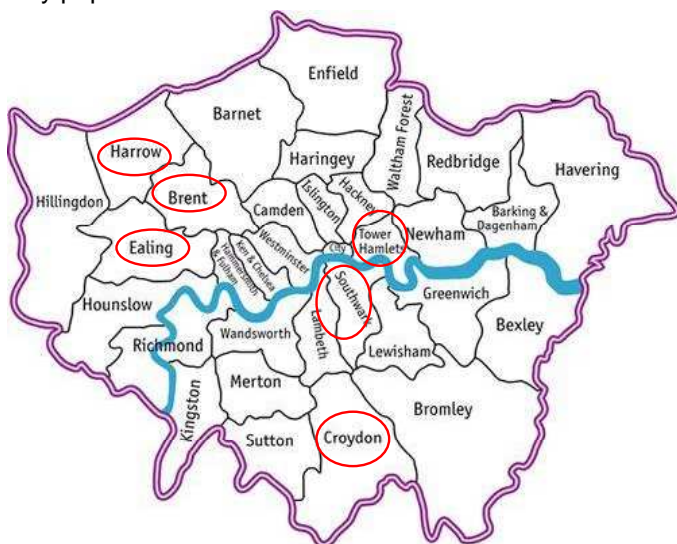 Enfield
Barnet
Harrow
Haringey
Waltham Forest
Redbridge
Havering
Hillingdon
Brent
Camden
Islington
Hackney
Barking &
Dagenham
Ealing
Westminster
City
Tower
Hamlets
Newham
Ken & Chelsea
Hammersmith
& Fulham
Hounslow
Southwark
Greenwich
Richmond
Wandsworth
Lambeth
Lewisham
Bexley
Merton
Kingston
Sutton
Croydon
Bromley